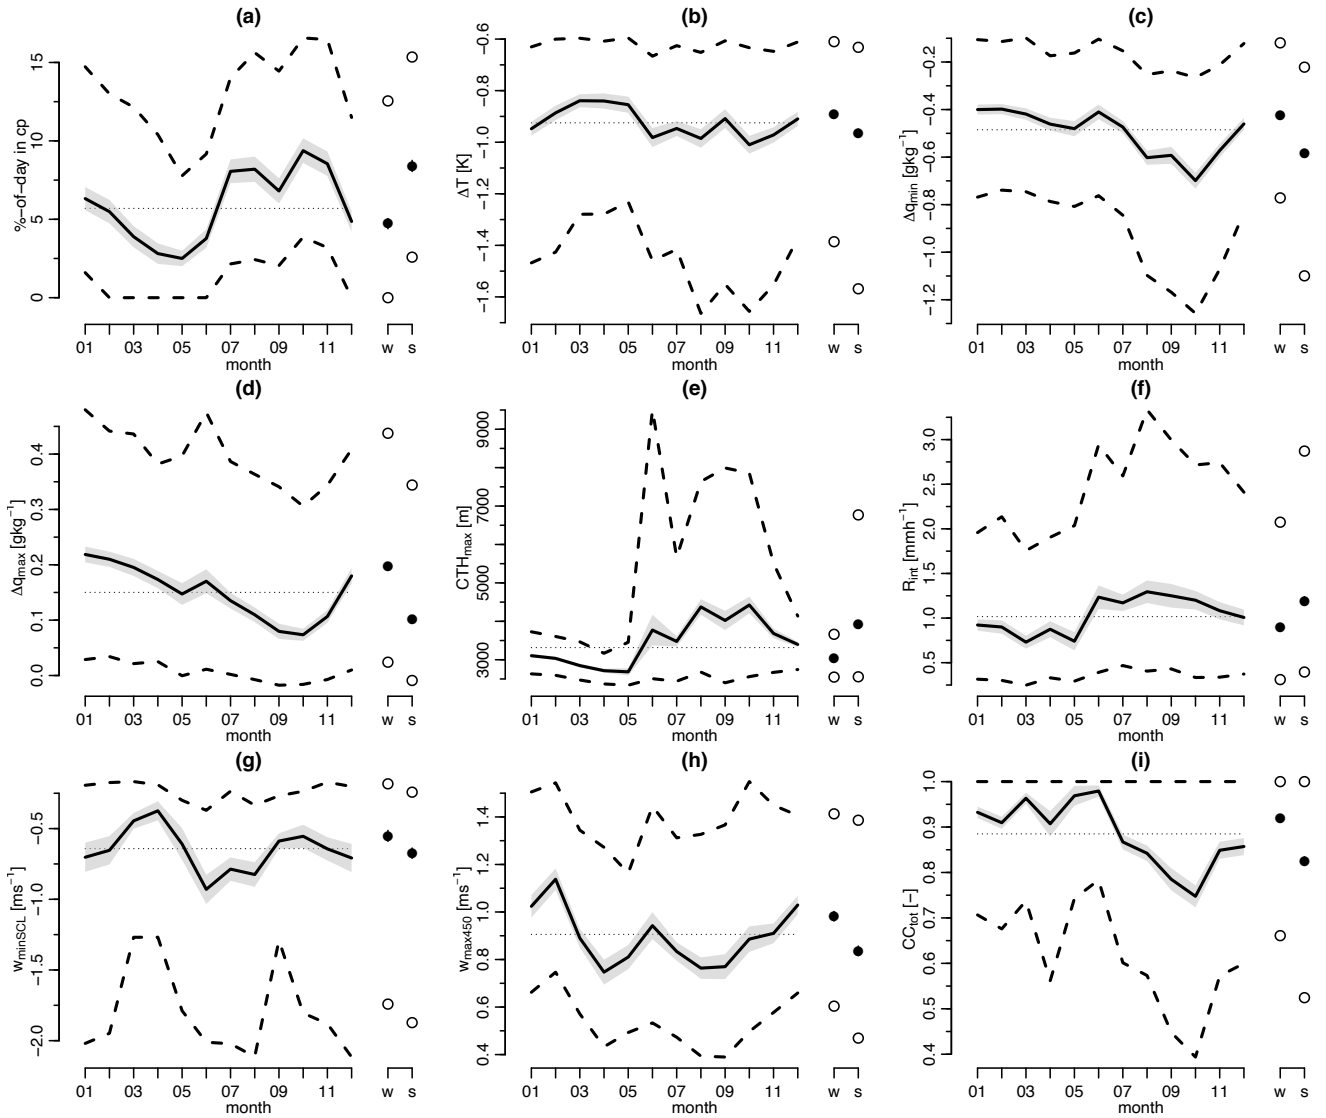 (a)
%−of−day in cp
15
10
5
0
01 03 05 07 09 11 w s
month
(b)
ΔT [K]
−0.6
−0.8
−1.0
−1.2
−1.4
−1.6
01 03 05 07 09 11 w s
month
(c)
Δqmin [gkg−1]
−0.2
−0.4
−0.6
−0.8
−1.0
−1.2
01 03 05 07 09 11 w s
month
(d)
Δqmax [gkg−1]
0.4
0.3
0.2
0.1
0.0
01 03 05 07 09 11 w s
month
(e)
CTHmax [m]
9000
7000
5000
3000
01 03 05 07 09 11 w s
month
(f)
Rint [mmh−1]
3.0
2.5
2.0
1.5
1.0
0.5
01 03 05 07 09 11 w s
month
(g)
wminSCL [ms−1]
−0.5
−1.0
−1.5
−2.0
01 03 05 07 09 11 w s
month
(h)
wmax450 [ms−1]
1.4
1.2
1.0
0.8
0.6
0.4
01 03 05 07 09 11 w s
month
(i)
CCtot [−]
1.0
0.9
0.8
0.7
0.6
0.5
0.4
01 03 05 07 09 11 w s
month